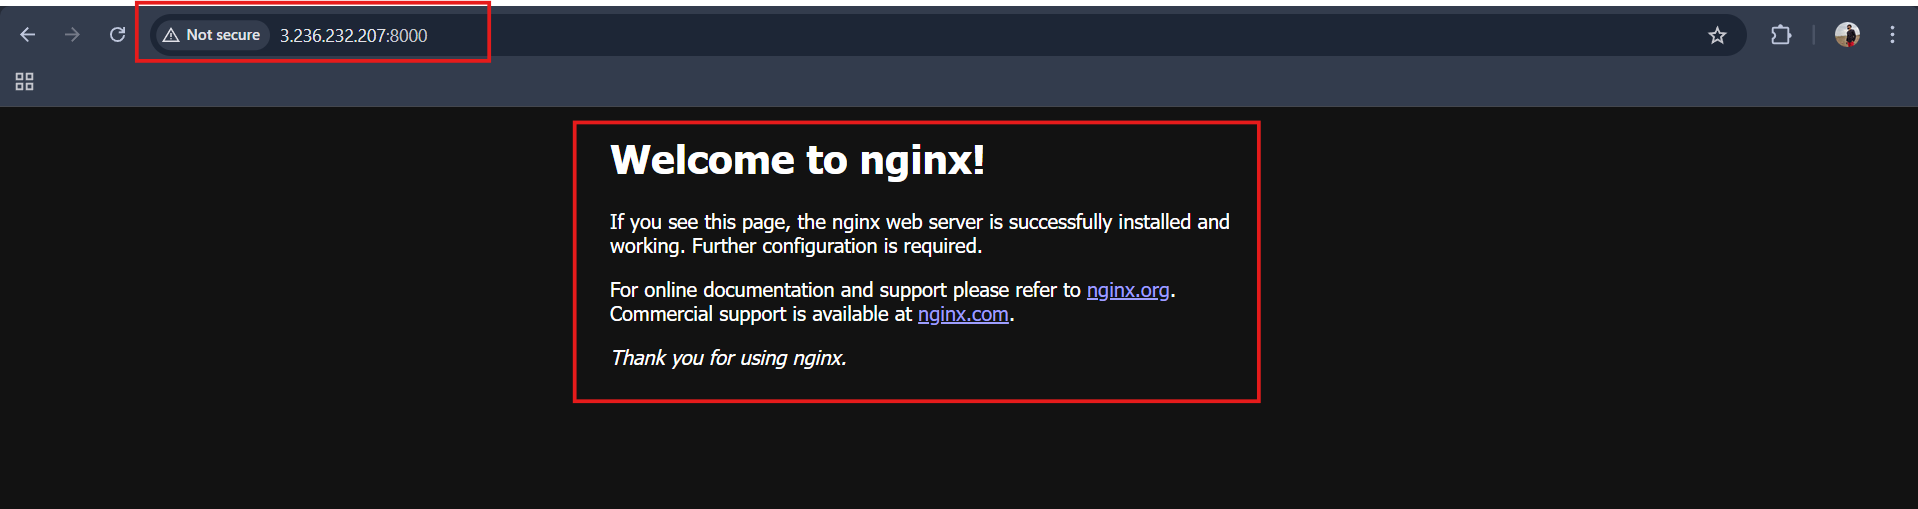 Not secure 3.236.232.207:8000
Welcome to nginx!
If you see this page, the nginx web server is successfully installed and
working. Further configuration is required.
For online documentation and support please refer to nginx.org.
Commercial support is available at nginx.com.
Thank you for using nginx.